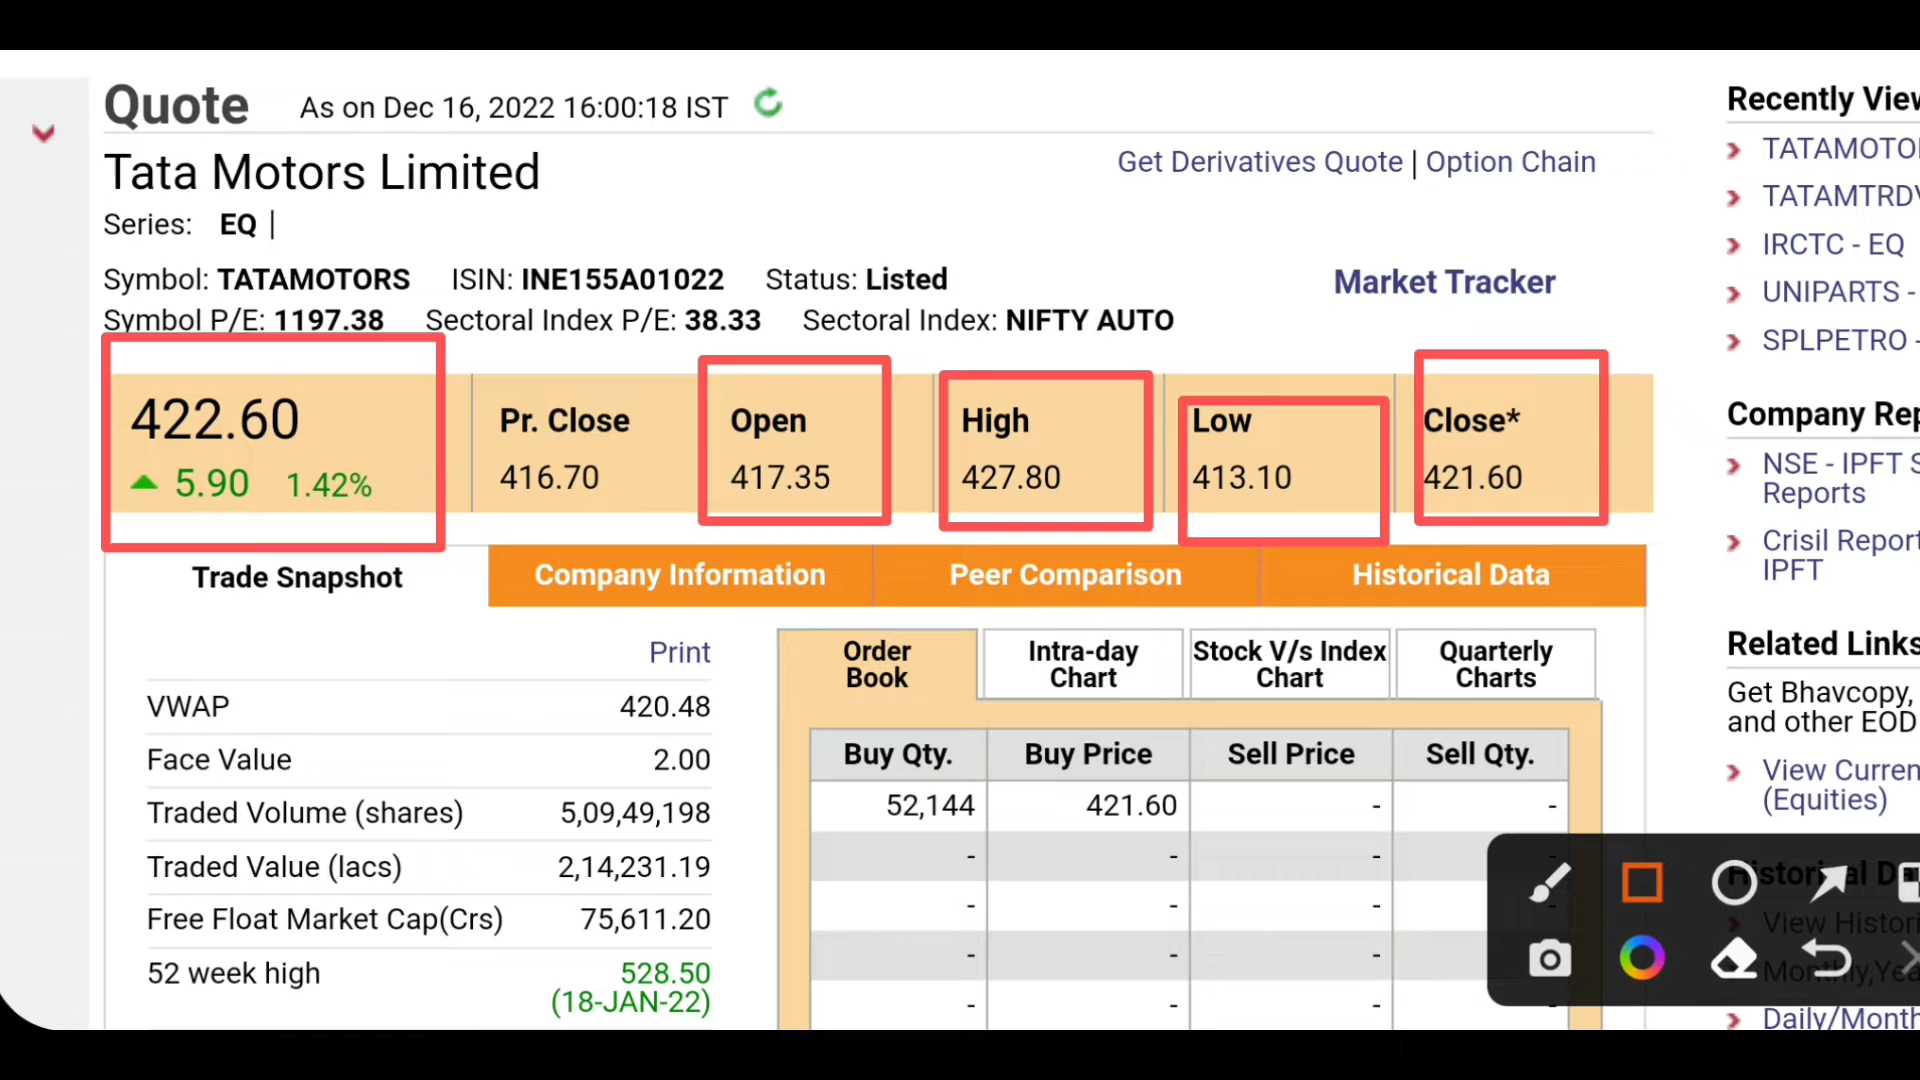 Quote As on Dec 16, 2022 16:00:18 IST
Tata Motors Limited
Get Derivatives Quote | Option Chain
Series: EQ |
Symbol: TATAMOTORS ISIN: INE155A01022 Status: Listed
Market Tracker
Symbol P/E: 1197.38 Sectoral Index P/E: 38.33 Sectoral Index: NIFTY AUTO
422.60
5.90 1.42%
Pr. Close
416.70
Open
417.35
High
427.80
Low
413.10
Close*
421.60
Trade Snapshot
Company Information
Peer Comparison
Historical Data
Print
VWAP 420.48
Face Value 2.00
Traded Volume (shares) 5,09,49,198
Traded Value (lacs) 2,14,231.19
Free Float Market Cap(Crs) 75,611.20
52 week high 528.50
(18-JAN-22)
Order
Book
Intra-day
Chart
Stock V/s Index
Chart
Quarterly
Charts
Buy Qty. Buy Price Sell Price Sell Qty.
52,144 421.60 - -
- - - -
- - - -
- - -
- - -
Recently
TATAMOTO
TATAMTRDV
IRCTC - EQ
UNIPARTS -
SPLPETRO -
Company
NSE - IPFT
Reports
Crisil Report
IPFT
Related Links
Get Bhavcopy,
and other EOD
View
(Equities)
View
Daily/Month